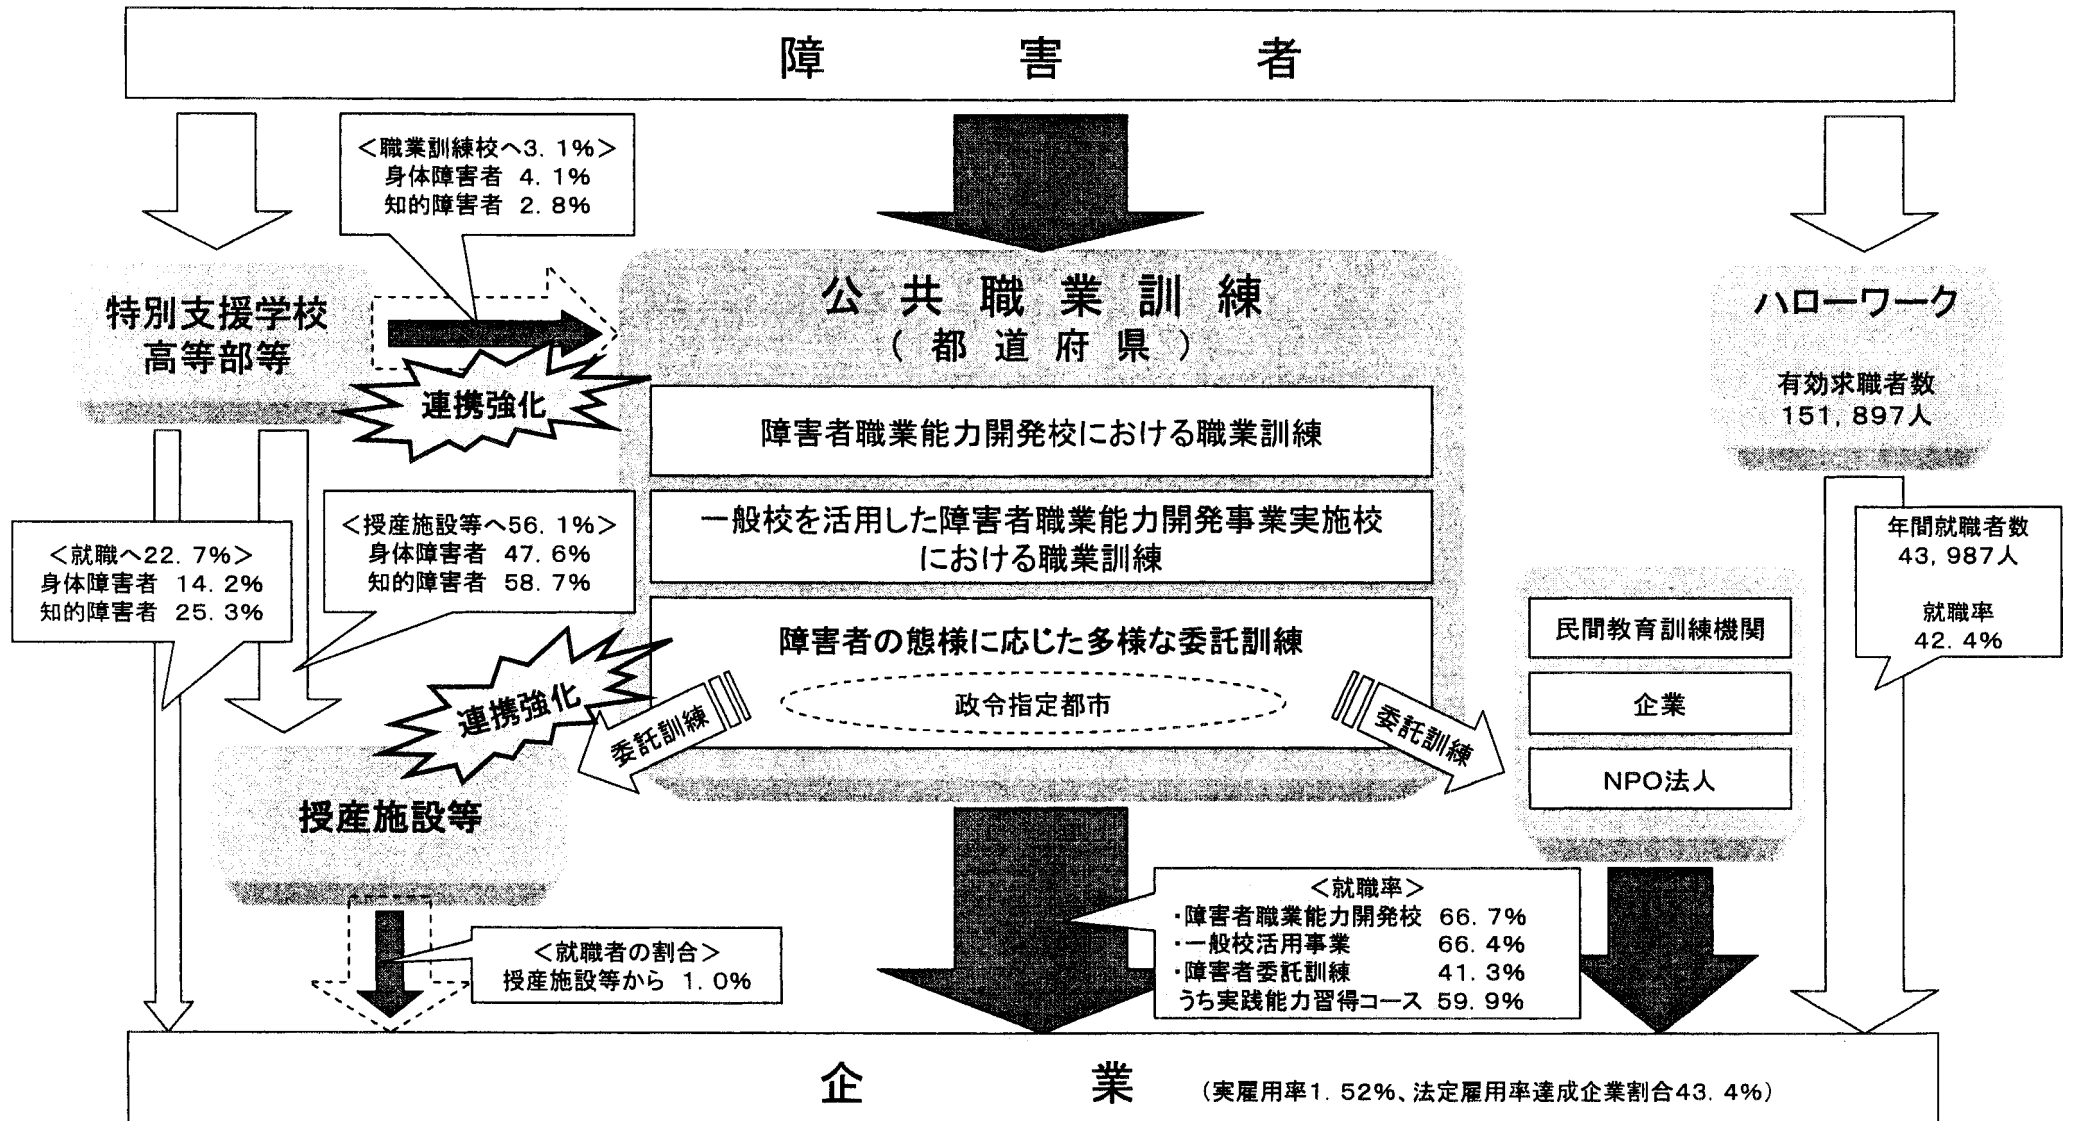 障害者
＜職業訓練校へ3．1%＞
身体障害者 4．1%
知的障害者 2．8%
特別支援学校
高等部等
連携強化
公共職業訓練
（都道府県）
障害者職業能力開発校における職業訓練
一般校を活用した障害者職業能力開発事業実施校
における職業訓練
障害者の態様に応じた多様な委託訓練
政令指定都市
委託訓練
委託訓練
ハローワーク
有効求職者数
151，897人
＜就職へ22．7%＞
身体障害者 14．2%
知的障害者 25．3%
＜授産施設等へ56．1%＞
身体障害者 47．6%
知的障害者 58．7%
連携強化
授産施設等
民間教育訓練機関
企業
NPO法人
年間就職者数
43，987人
就職率
42．4%
＜就職者の割合＞
授産施設等から 1．0%
＜就職率＞
・障害者職業能力開発校 66．7%
・一般校活用事業 66．4%
・障害者委託訓練 41．3%
うち実践能力習得コース 59．9%
企業 （実雇用率1．52%、法定雇用率達成企業割合43．4%）